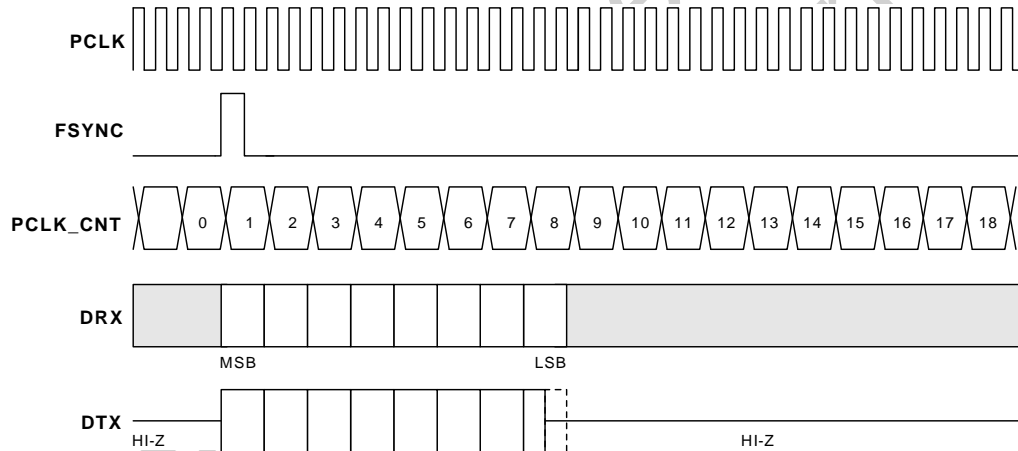 PCLK
FSYNC
PCLK_CNT 0 1 2 3 4 5 6 7 8 9 10 11 12 13 14 15 16 17 18
DRX
MSB LSB
DTX
HI-Z HI-Z